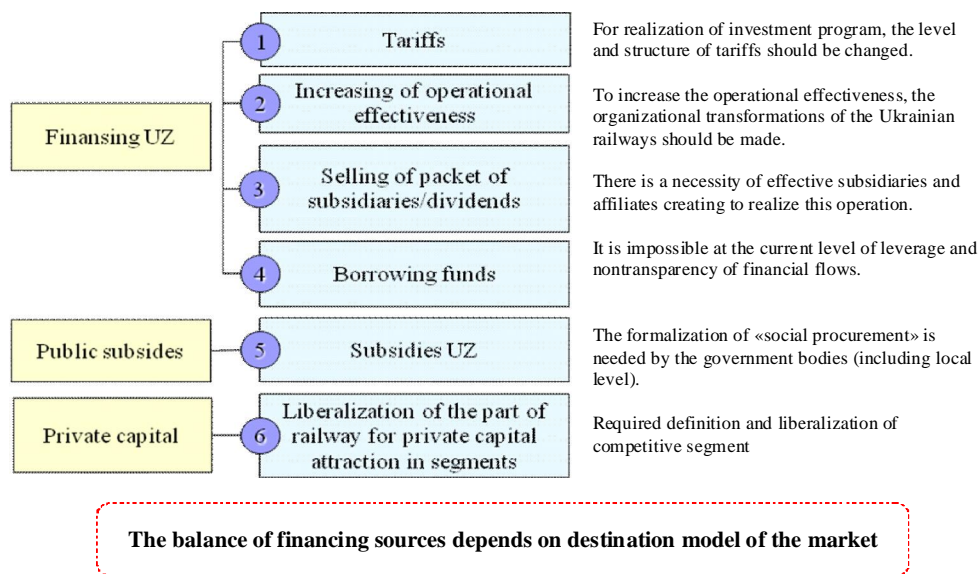 Finansing UZ
1
Tariffs
For realization of investment program, the level
and structure of tariffs should be changed.
2
Increasing of operational
effectiveness
To increase the operational effectiveness, the
organizational transformations of the Ukrainian
railways should be made.
3
Selling of packet of
subsidiaries/dividends
There is a necessity of effective subsidiaries and
affiliates creating to realize this operation.
4
Borrowing funds
It is impossible at the current level of leverage and
nontransparency of financial flows.
Public subsides
5
Subsidies UZ
The formalization of «social procurement» is
needed by the government bodies (including local
level).
Private capital
6
Liberalization of the part of
railway for private capital
attraction in segments
Required definition and liberalization of
competitive segment
The balance of financing sources depends on destination model of the market